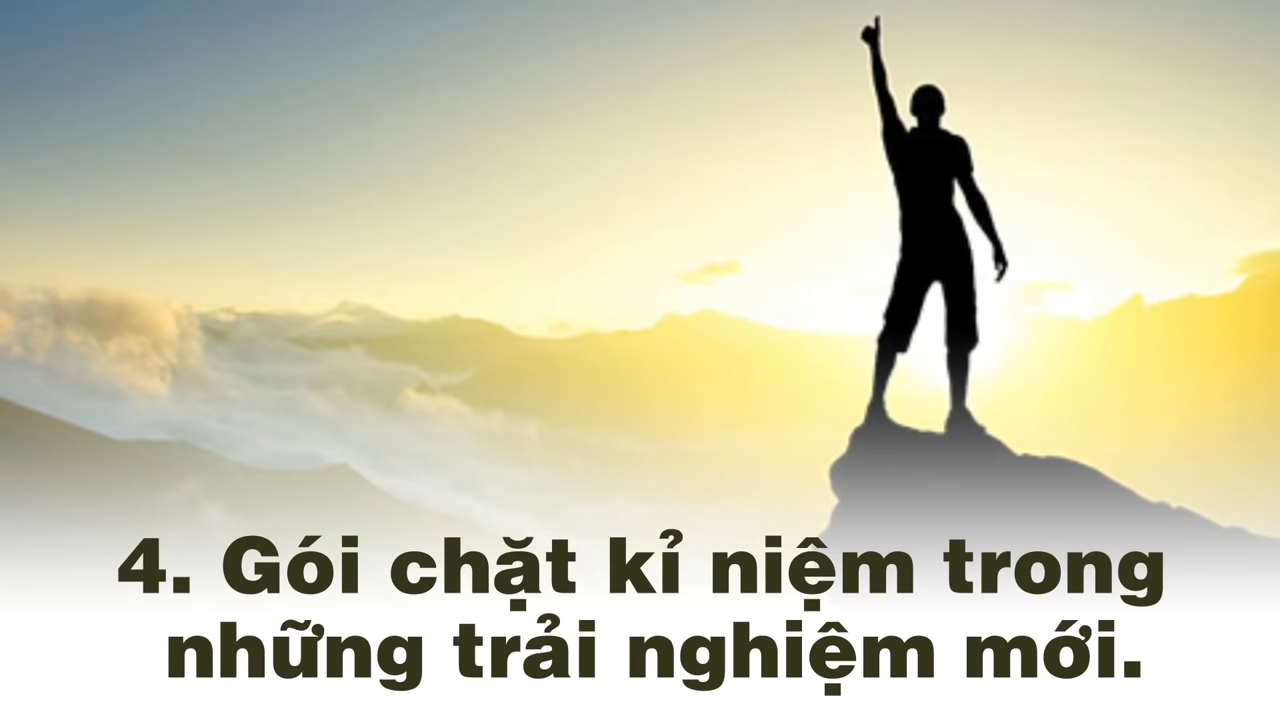 4. Gói chặt kỉ niệm trong
những trải nghiệm mới.